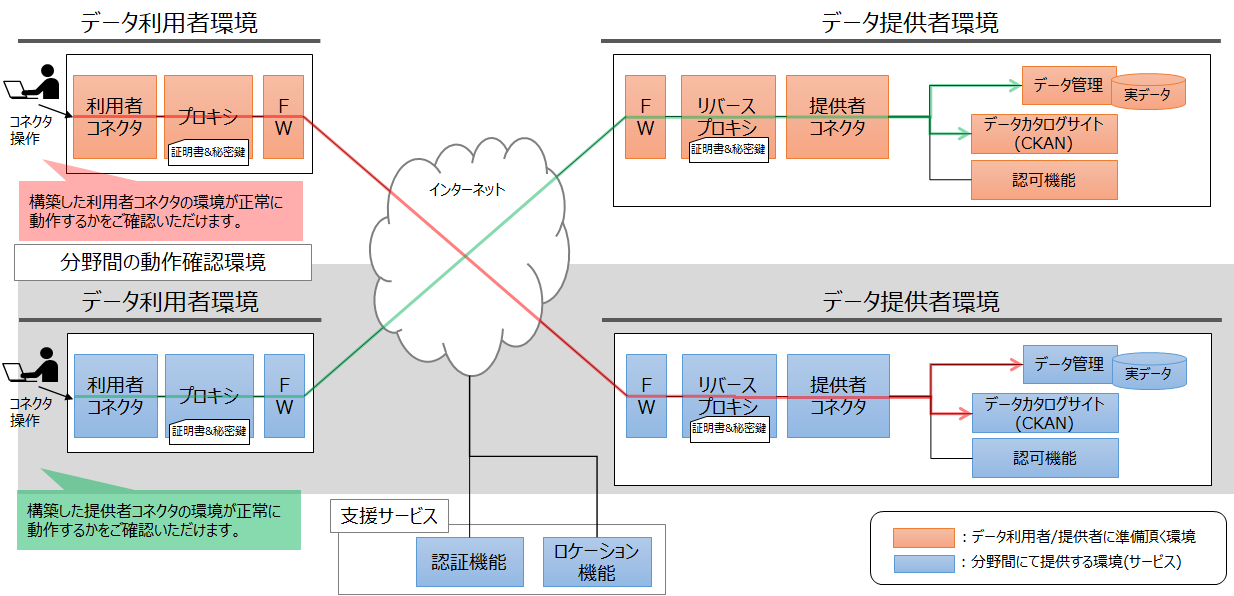 データ利用者環境
コネクタ
操作
利用者
コネクタ
プロキシ
証明書&秘密鍵
F
W
構築した利用者コネクタの環境が正常に
動作するかをご確認いただけます。
データ提供者環境
F
W
リバース
プロキシ
証明書&秘密鍵
提供者
コネクタ
データ管理
実データ
データカタログサイト
(CKAN)
認可機能
インターネット
分野間の動作確認環境
データ利用者環境
コネクタ
操作
利用者
コネクタ
プロキシ
証明書&秘密鍵
F
W
構築した提供者コネクタの環境が正常に
動作するかをご確認いただけます。
データ提供者環境
F
W
リバース
プロキシ
証明書&秘密鍵
提供者
コネクタ
データ管理
実データ
データカタログサイト
(CKAN)
認可機能
支援サービス
認証機能
ロケーション
機能
：データ利用者/提供者に準備頂く環境
：分野間にて提供する環境(サービス)